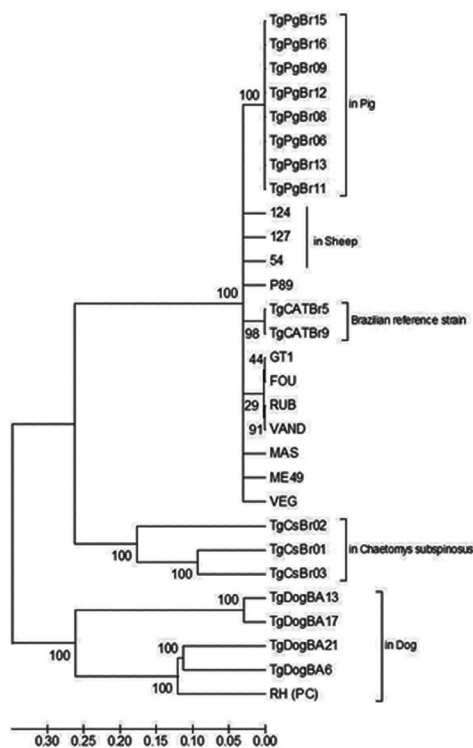 TgPgBr15
TgPgBr16
TgPgBr09
TgPgBr12
100
in Pig
TgPgBr08
TgPgBr06
TgPgBr13
TgPgBr11
124
127
in Sheep
54
P89
100
TgCATBr5
Brazilian reference strain
TgCATBr9
98
GT1
44
FOU
RUB
29
VAND
91
MAS
ME49
VEG
TgCsBr02
TgCsBr01
100
in Chaetomys subspinosus
TgCsBr03
100
TgDogBA13
100
TgDogBA17
in Dog
TgDogBA21
100
100
TgDogBA6
RH (PC)
100
0.30 0.25 0.20 0.15 0.10 0.05 0.00